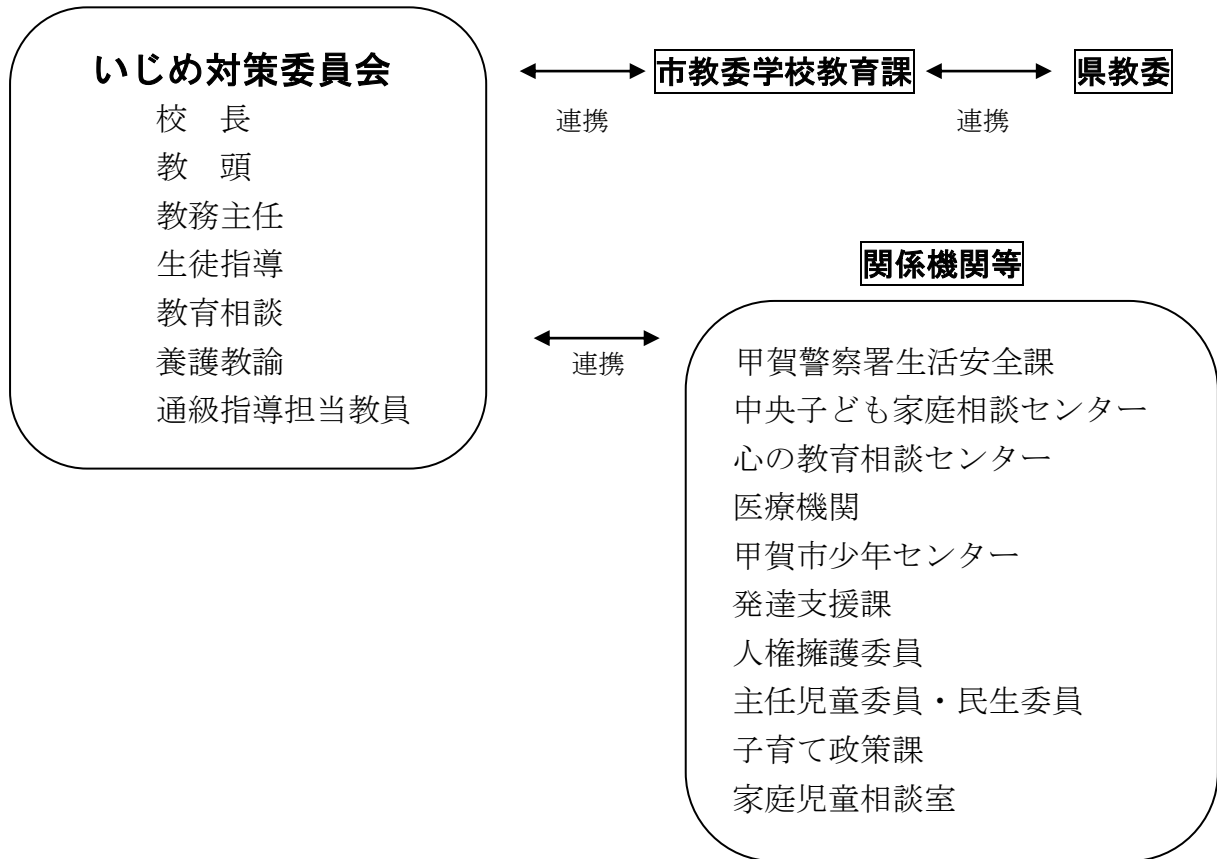 いじめ対策委員会
校　長
教　頭
教務主任
生徒指導
教育相談
養護教諭
通級指導担当教員
連携
市教委学校教育課
連携
県教委
連携
関係機関等
甲賀警察署生活安全課
中央子ども家庭相談センター
心の教育相談センター
医療機関
甲賀市少年センター
発達支援課
人権擁護委員
主任児童委員・民生委員
子育て政策課
家庭児童相談室